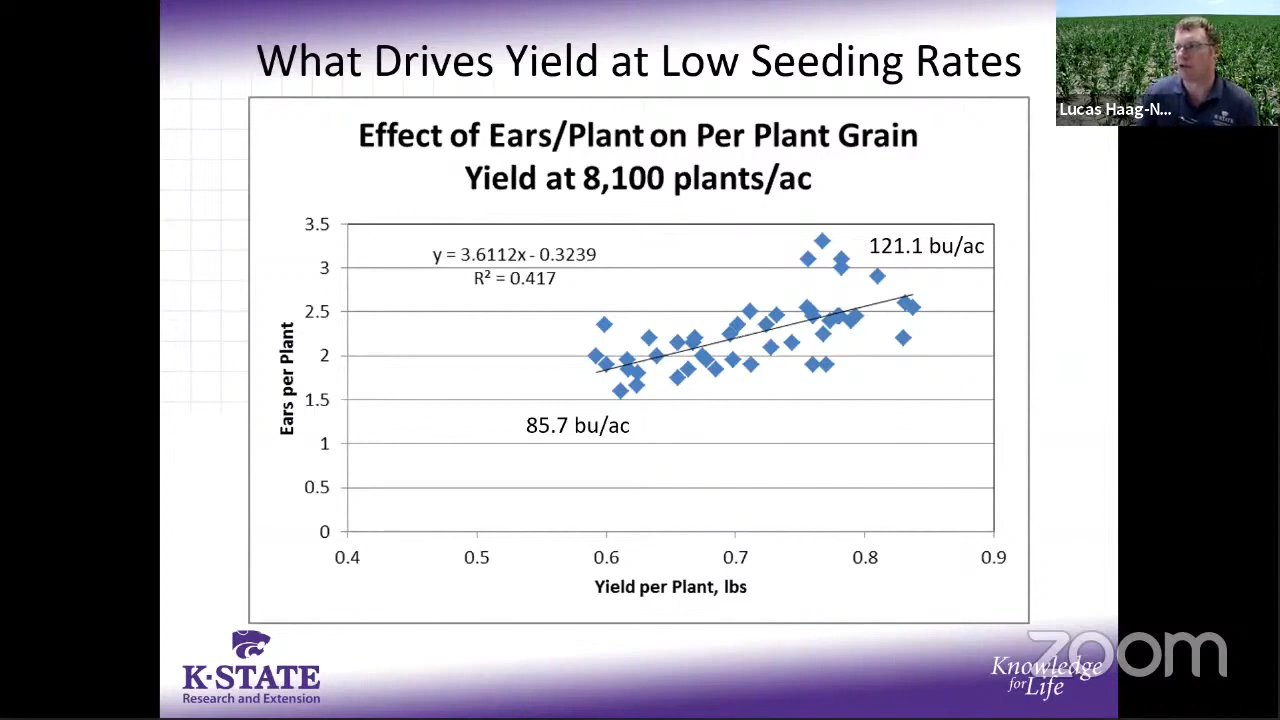 What Drives Yield at Low Seeding Rates
Lucas Haag-N...
Effect of Ears/Plant on Per Plant Grain
Yield at 8,100 plants/ac
3.5
3
2.5
2
1.5
1
0.5
0
Ears per Plant
y = 3.6112x - 0.3239
R² = 0.417
121.1 bu/ac
85.7 bu/ac
0.4 0.5 0.6 0.7 0.8 0.9
Yield per Plant, lbs
K-STATE
Research and Extension
Knowledge
for Life
zoom